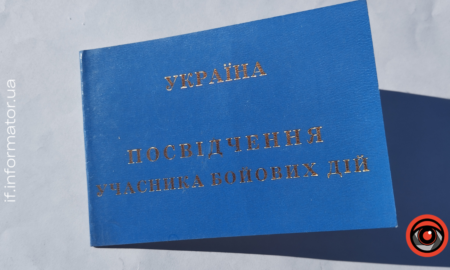 УКРАЇНА
ПОСВІДЧЕННЯ
УЧАСНИКА БОЙОВИХ ДІЙ
if.informator.ua